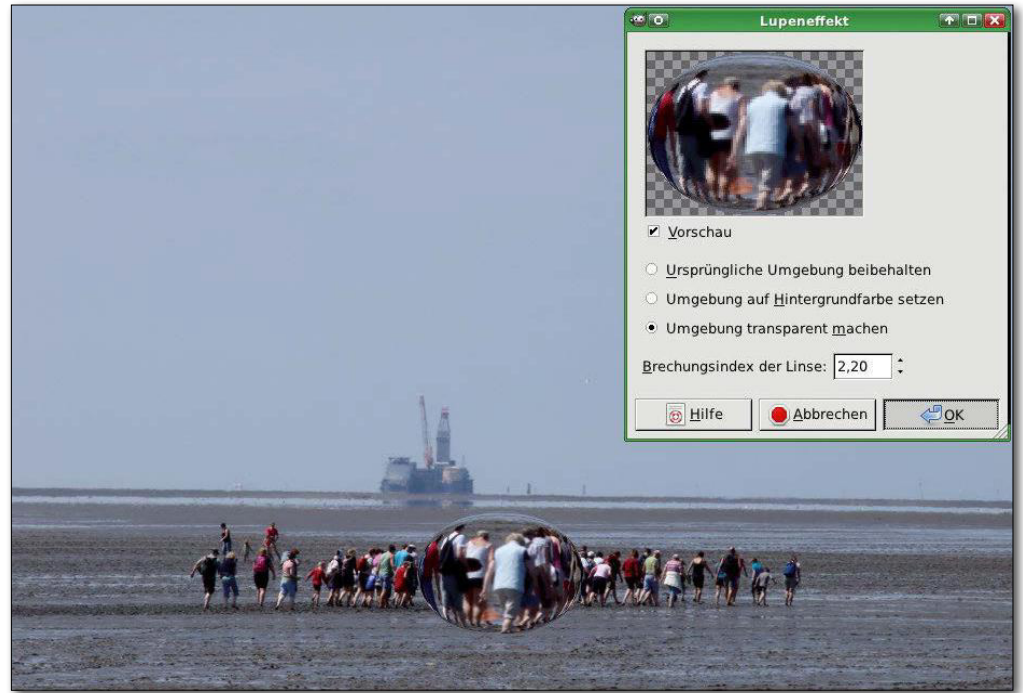 Lupeneffekt
Vorschau
Ursprüngliche Umgebung beibehalten
Umgebung auf Hintergrundfarbe setzen
Umgebung transparent machen
Brechungsindex der Linse: 2,20
Hilfe Abbrechen OK